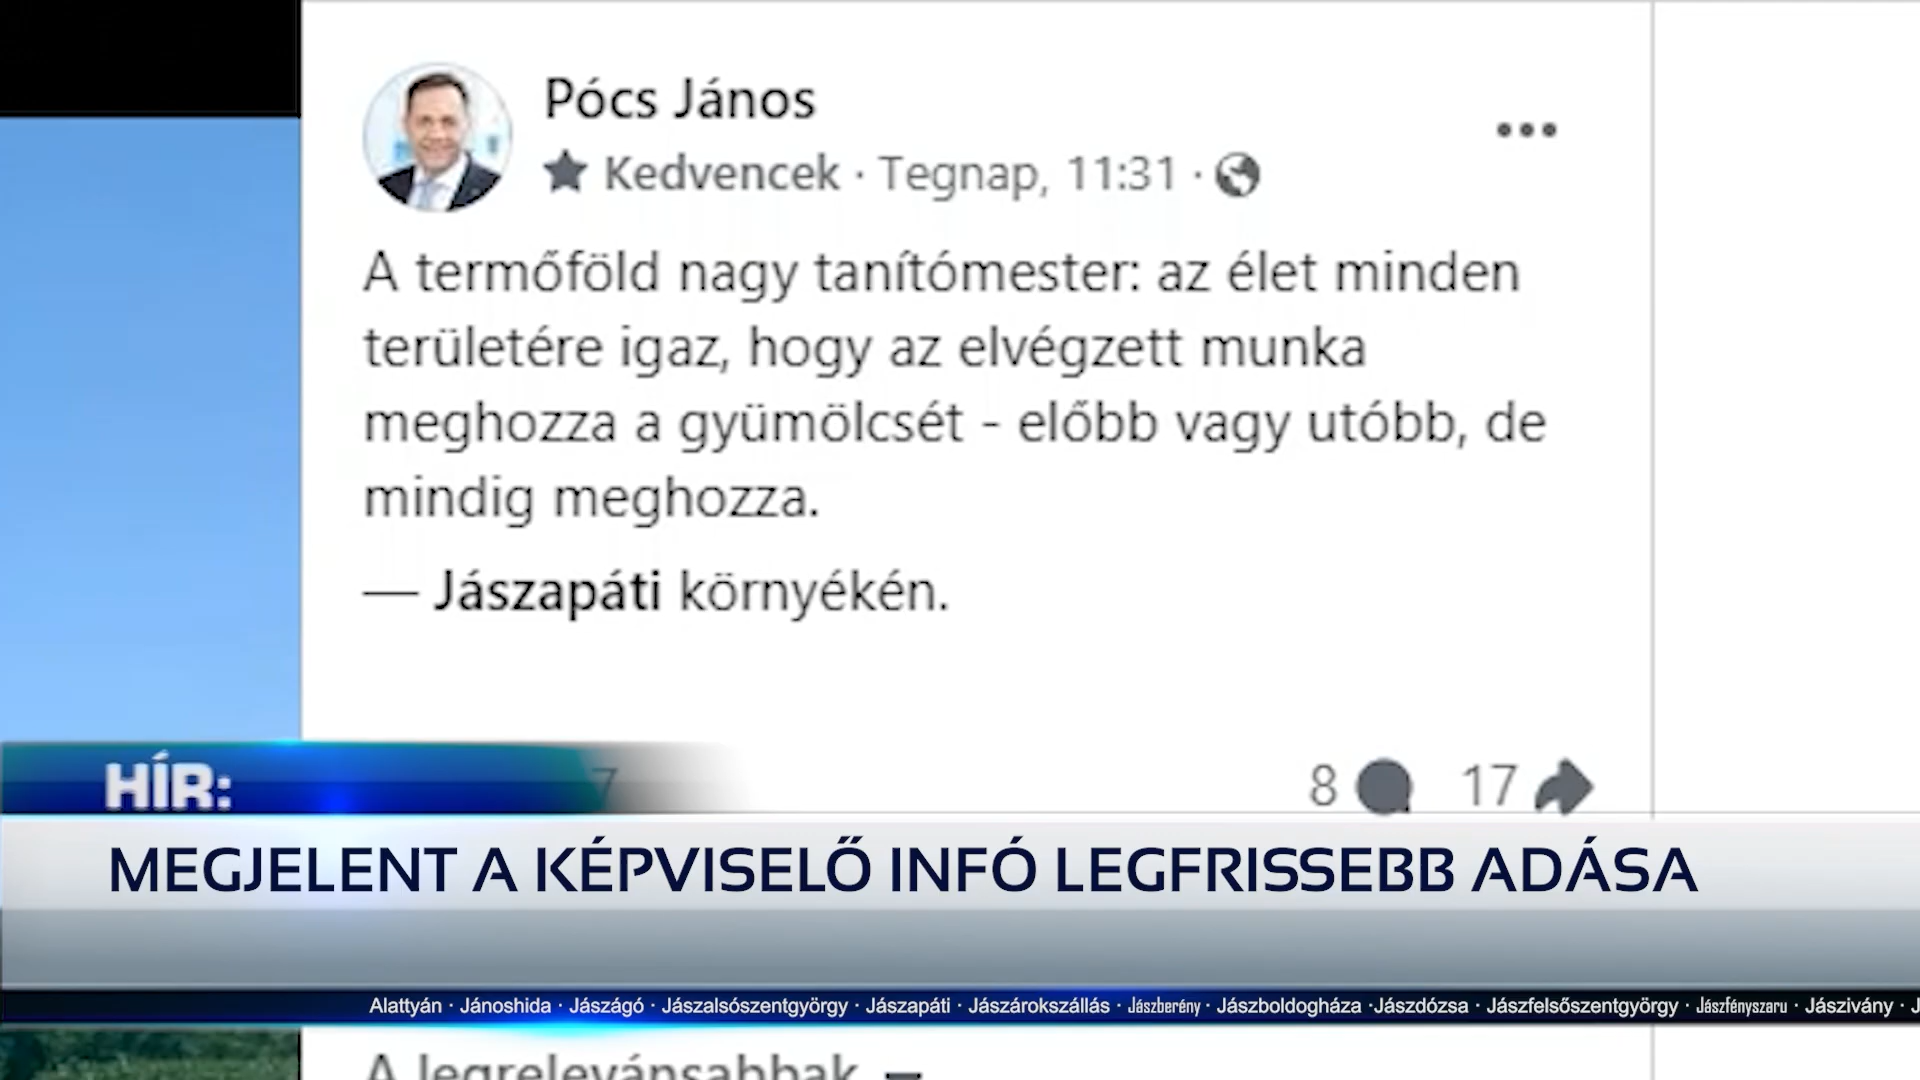 Pócs János
Kedvencek · Tegnap, 11:31 ·
A termőföld nagy tanítómester: az élet minden
területére igaz, hogy az elvégzett munka
meghozza a gyümölcsét - előbb vagy utóbb, de
mindig meghozza.
— Jászapáti környékén.
7
8 17
HÍR:
MEGJELENT A KÉPVISELŐ INFÓ LEGFRISSEBB ADÁSA
Alattyán · Jánoshida · Jászágó · Jászalsószentgyörgy · Jászapáti · Jászárokszállás · Jászberény · Jászboldogháza ·Jászdózsa · Jászfelsőszentgyörgy · Jászfényszaru · Jászivány · J
A legrelevánsabbak